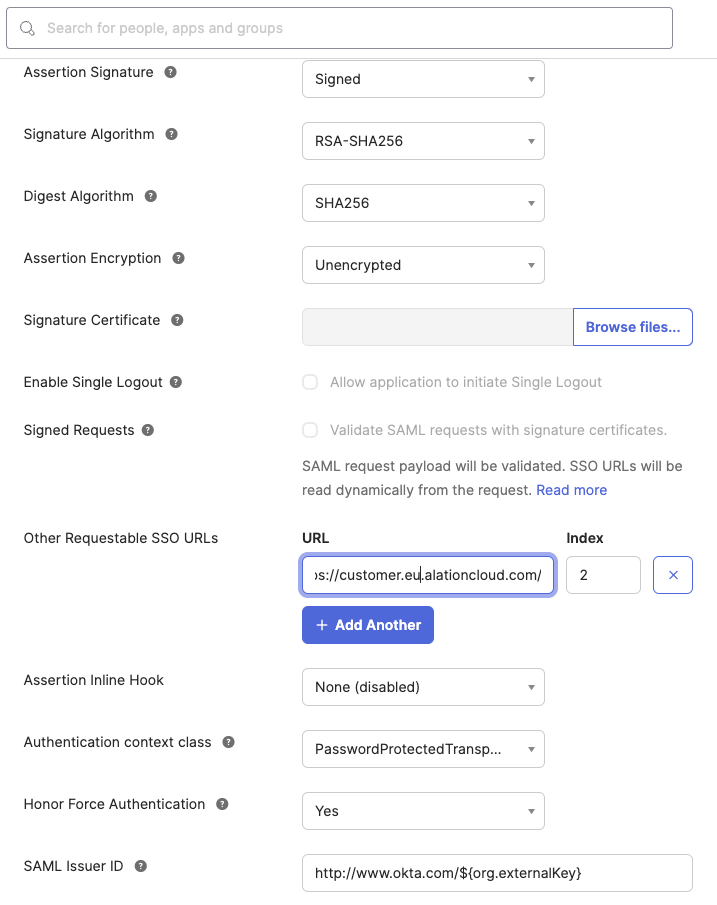 Search for people, apps and groups
Assertion Signature ?
Signed
Signature Algorithm ?
RSA-SHA256
Digest Algorithm ?
SHA256
Assertion Encryption ?
Unencrypted
Signature Certificate ?
Browse files...
Enable Single Logout ?
Allow application to initiate Single Logout
Signed Requests ?
Validate SAML requests with signature certificates.
SAML request payload will be validated. SSO URLs will be
read dynamically from the request. Read more
Other Requestable SSO URLs
URL
Index
ps://customer.eu.alationcloud.com/
2
+ Add Another
Assertion Inline Hook
None (disabled)
Authentication context class ?
PasswordProtectedTransp...
Honor Force Authentication ?
Yes
SAML Issuer ID ?
http://www.okta.com/${org.externalKey}